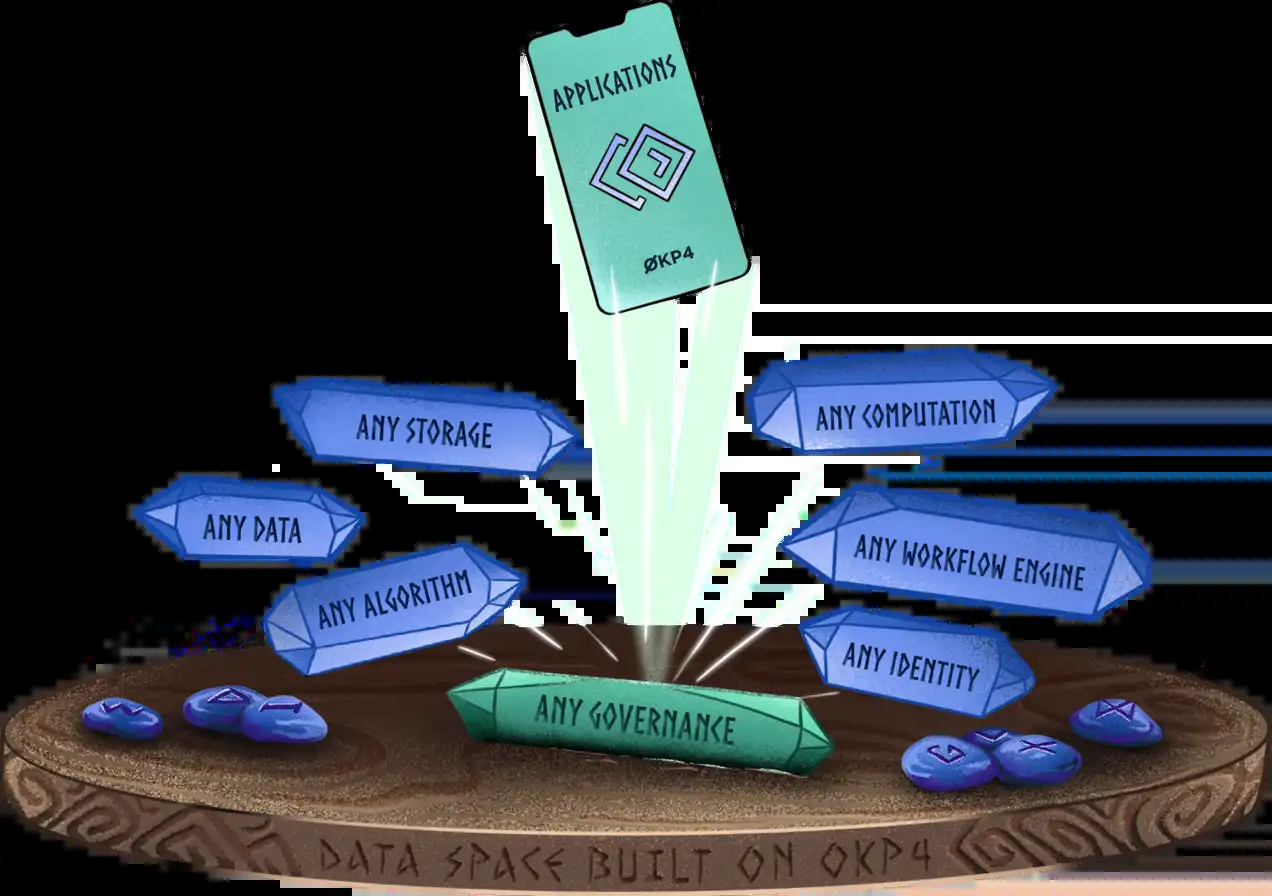 APPLICATIONS
ØKP4
ANY STORAGE
ANY COMPUTATION
ANY DATA
ANY WORKFLOW ENGINE
ANY ALGORITHM
ANY IDENTITY
ANY GOVERNANCE
DATA SPACE BUILT ON OKP4